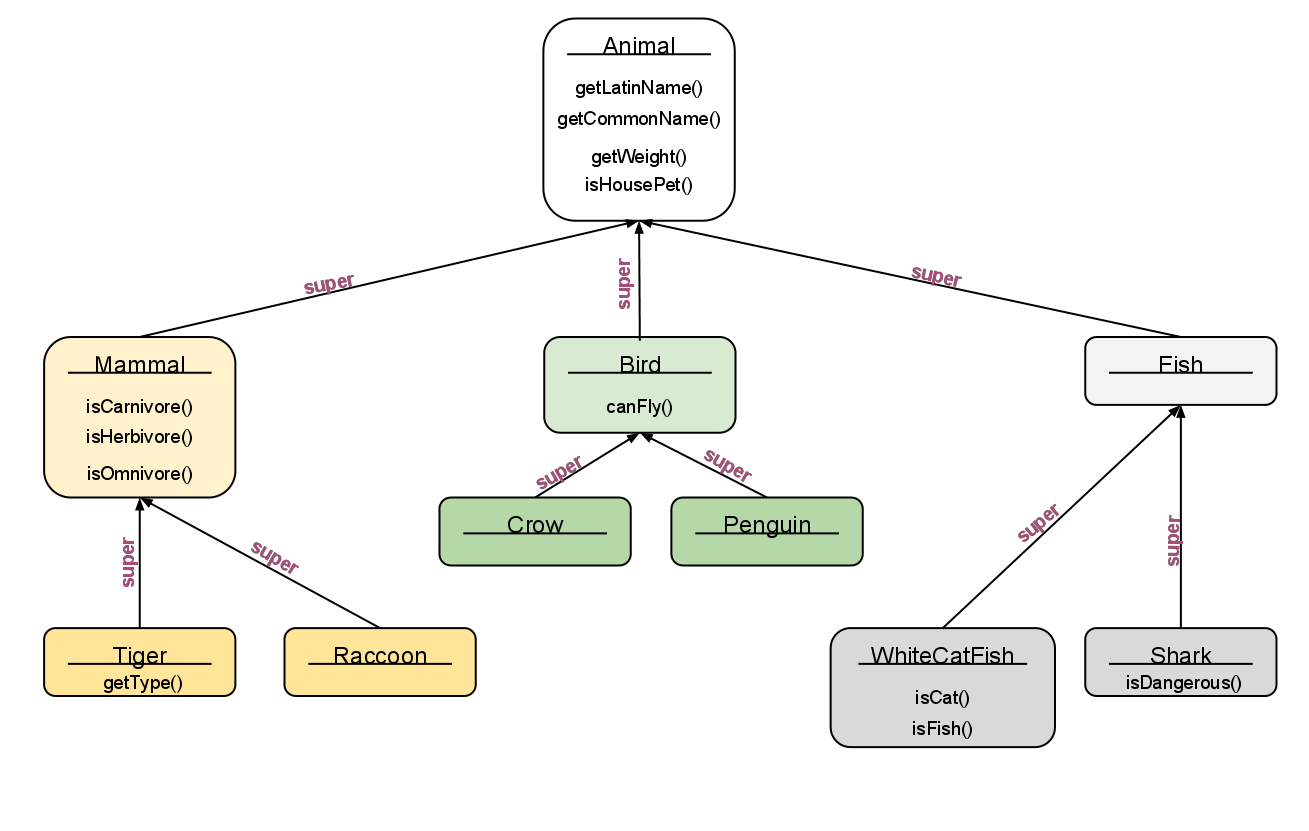 Animal
getLatinName()
getCommonName()
getWeight()
isHousePet()
super
super
super
Mammal
isCarnivore()
isHerbivore()
isOmnivore()
Bird
canFly()
Fish
super
super
Crow
Penguin
super
super
super
super
Tiger
getType()
Raccoon
WhiteCatFish
isCat()
isFish()
Shark
isDangerous()